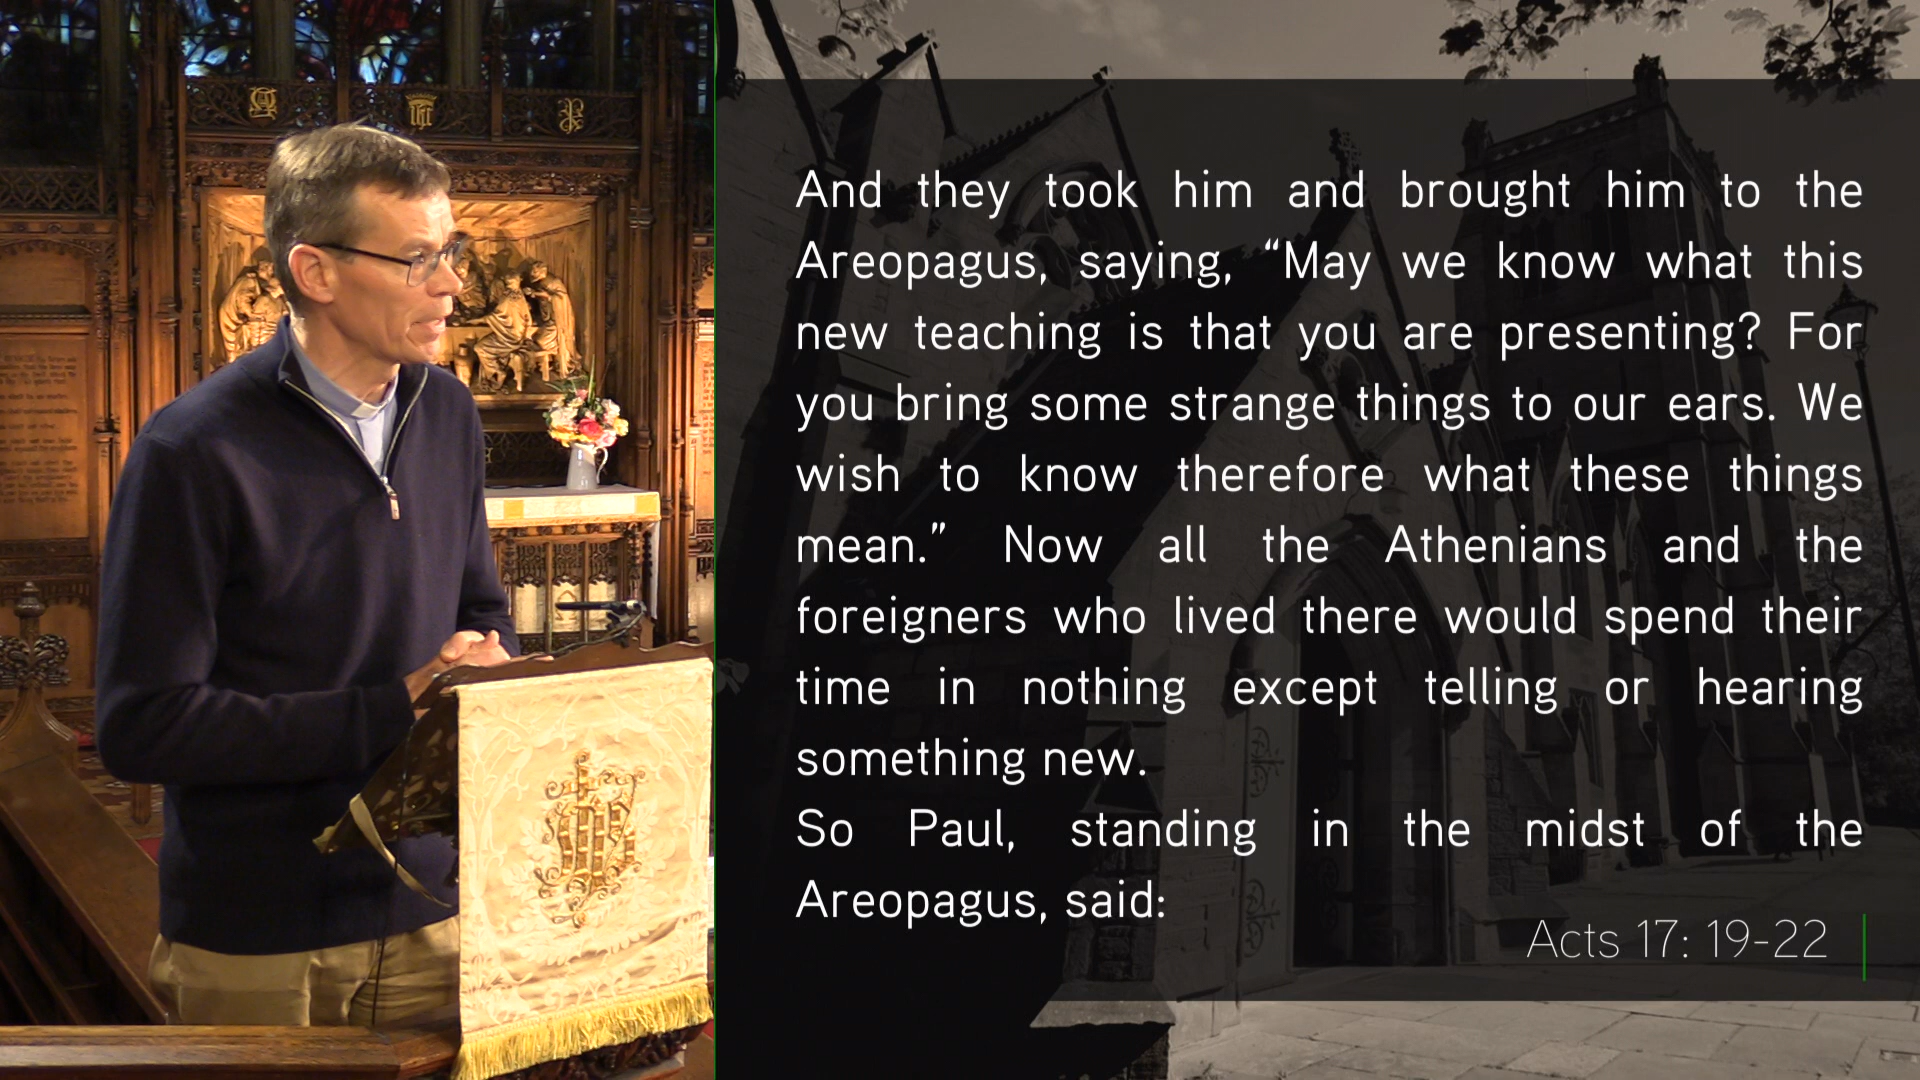 And they took him and brought him to the
Areopagus, saying, “May we know what this
new teaching is that you are presenting? For
you bring some strange things to our ears. We
wish to know therefore what these things
mean.” Now all the Athenians and the
foreigners who lived there would spend their
time in nothing except telling or hearing
something new.
So Paul, standing in the midst of the
Areopagus, said:
Acts 17: 19-22